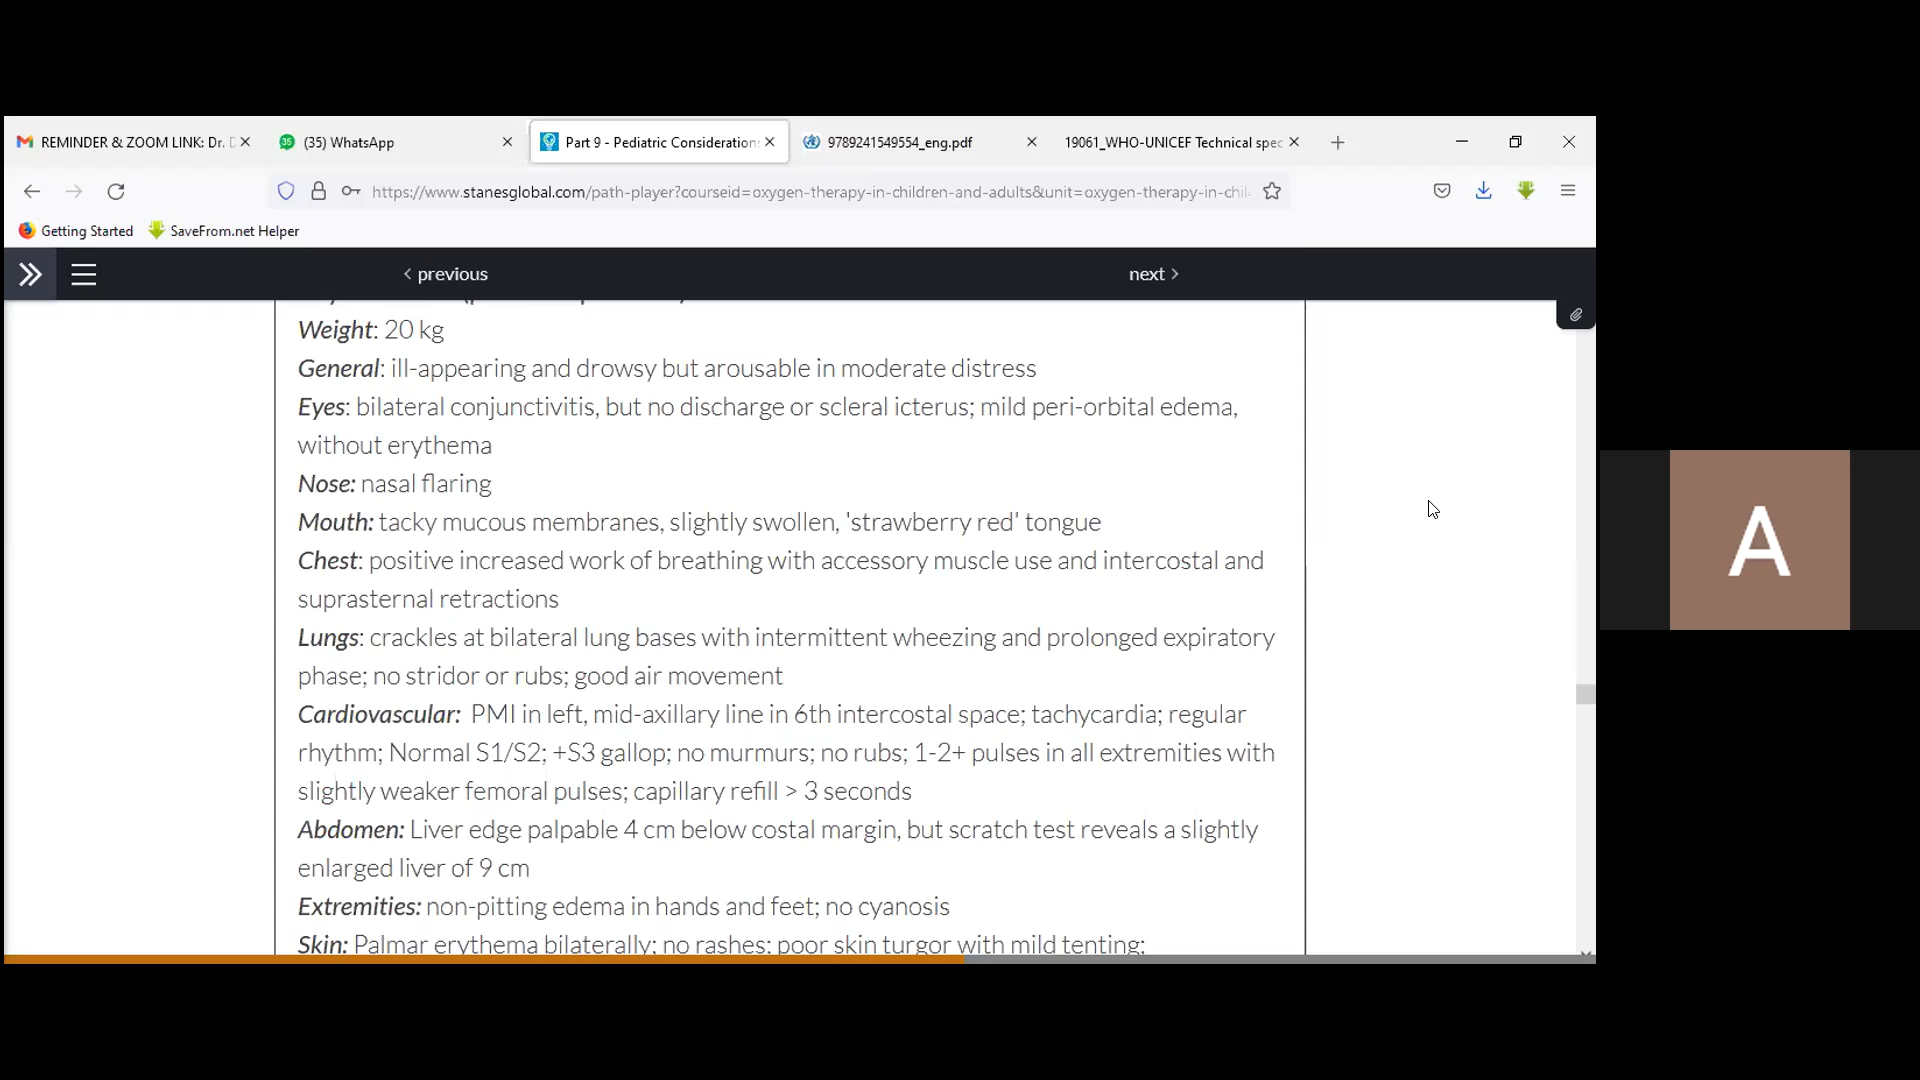 REMINDER & ZOOM LINK: Dr. D
(35) WhatsApp
Part 9 - Pediatric Consideration
9789241549554_eng.pdf
19061_WHO-UNICEF Technical spec
https://www.stanesglobal.com/path-player?courseid=oxygen-therapy-in-children-and-adults&unit=oxygen-therapy-in-chil
Getting Started
SaveFrom.net Helper
previous
next
Weight: 20 kg
General: ill-appearing and drowsy but arousable in moderate distress
Eyes: bilateral conjunctivitis, but no discharge or scleral icterus; mild peri-orbital edema,
without erythema
Nose: nasal flaring
Mouth: tacky mucous membranes, slightly swollen, 'strawberry red' tongue
Chest: positive increased work of breathing with accessory muscle use and intercostal and
suprasternal retractions
Lungs: crackles at bilateral lung bases with intermittent wheezing and prolonged expiratory
phase; no stridor or rubs; good air movement
Cardiovascular: PMI in left, mid-axillary line in 6th intercostal space; tachycardia; regular
rhythm; Normal S1/S2; +S3 gallop; no murmurs; no rubs; 1-2+ pulses in all extremities with
slightly weaker femoral pulses; capillary refill > 3 seconds
Abdomen: Liver edge palpable 4 cm below costal margin, but scratch test reveals a slightly
enlarged liver of 9 cm
Extremities: non-pitting edema in hands and feet; no cyanosis
Skin: Palmar erythema bilaterally; no rashes; poor skin turgor with mild tenting;
A